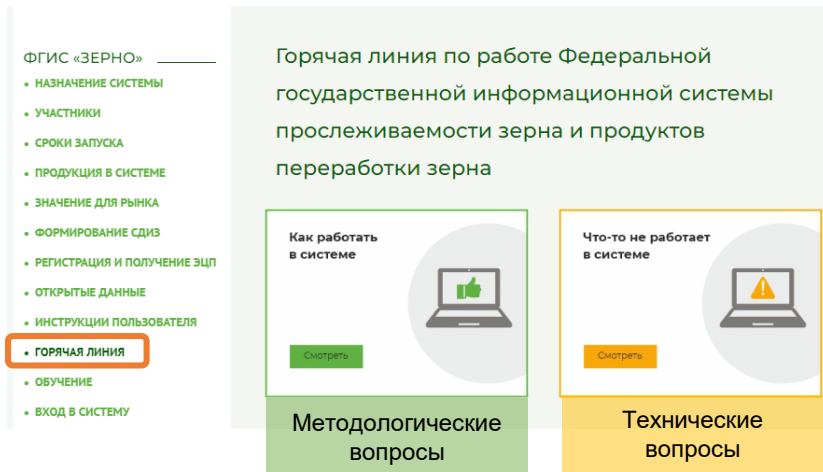 ФГИС «ЗЕРНО»
• НАЗНАЧЕНИЕ СИСТЕМЫ
• УЧАСТНИКИ
• СРОКИ ЗАПУСКА
• ПРОДУКЦИЯ В СИСТЕМЕ
• ЗНАЧЕНИЕ ДЛЯ РЫНКА
• ФОРМИРОВАНИЕ СДИЗ
• РЕГИСТРАЦИЯ И ПОЛУЧЕНИЕ ЭЦП
• ОТКРЫТЫЕ ДАННЫЕ
• ИНСТРУКЦИИ ПОЛЬЗОВАТЕЛЯ
• ГОРЯЧАЯ ЛИНИЯ
• ОБУЧЕНИЕ
• ВХОД В СИСТЕМУ
Горячая линия по работе Федеральной
государственной информационной системы
прослеживаемости зерна и продуктов
переработки зерна
Как работать
в системе
Смотреть
Методологические
вопросы
Что-то не работает
в системе
Смотреть
Технические
вопросы